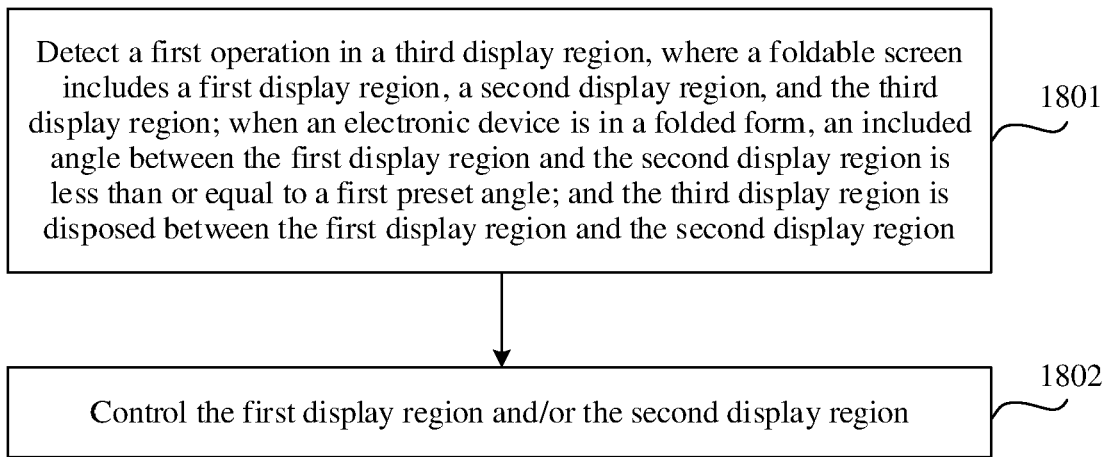 Detect a first operation in a third display region, where a foldable screen
includes a first display region, a second display region, and the third
display region; when an electronic device is in a folded form, an included
angle between the first display region and the second display region is
less than or equal to a first preset angle; and the third display region is
disposed between the first display region and the second display region
1801
Control the first display region and/or the second display region
1802